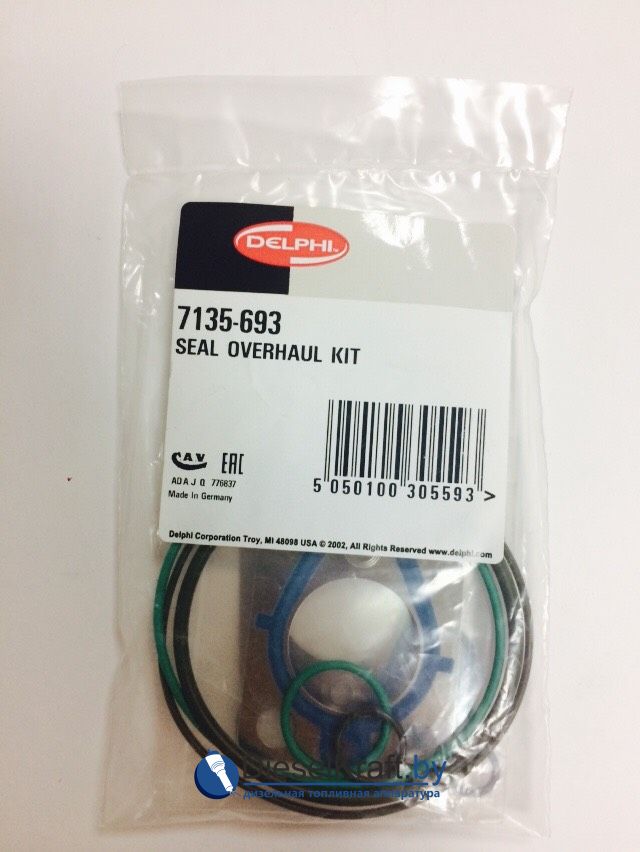 DELPHI
7135-693
SEAL OVERHAUL KIT
CAV EAC
5 050100 305593 >
ADAJQ 776837
Made In Germany
Delphi Corporation Troy, MI 48098 USA © 2002, All Rights Reserved www.delphi.com
Dieselkraft.by
дизельная топливная аппаратура